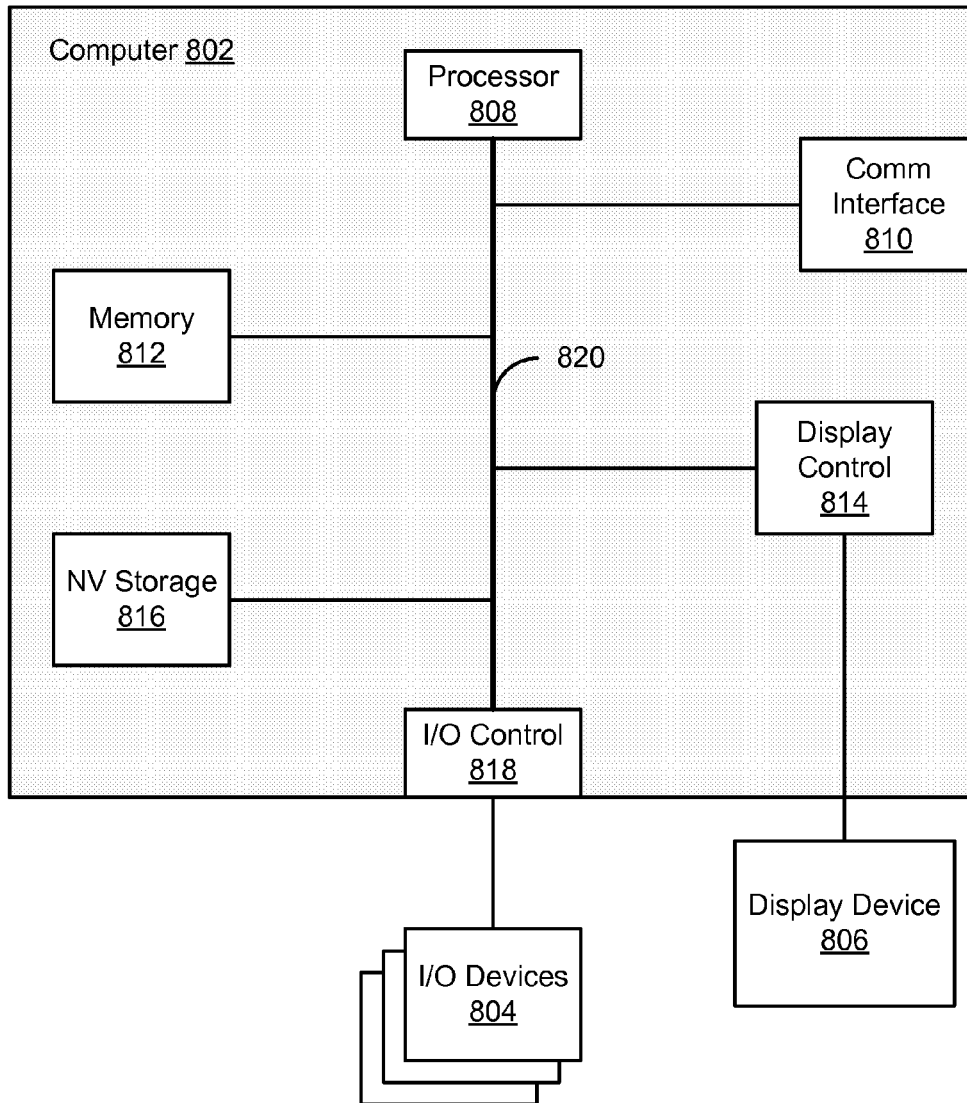 Computer 802
Processor
808
Comm
Interface
810
Memory
812
820
Display
Control
814
NV Storage
816
I/O Control
818
Display Device
806
I/O Devices
804